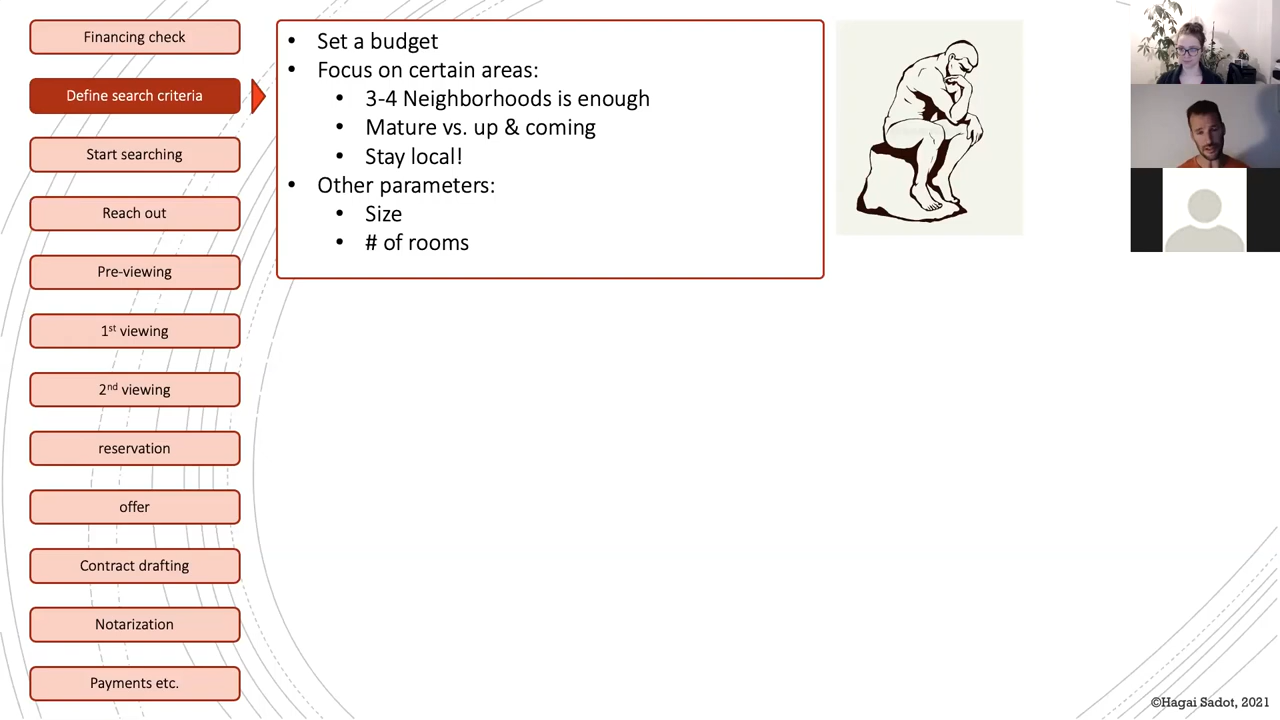 Financing check
Define search criteria
Start searching
Reach out
Pre-viewing
1st viewing
2nd viewing
reservation
offer
Contract drafting
Notarization
Payments etc.
• Set a budget
• Focus on certain areas:
• 3-4 Neighborhoods is enough
• Mature vs. up & coming
• Stay local!
• Other parameters:
• Size
• # of rooms
©Hagai Sadot, 2021